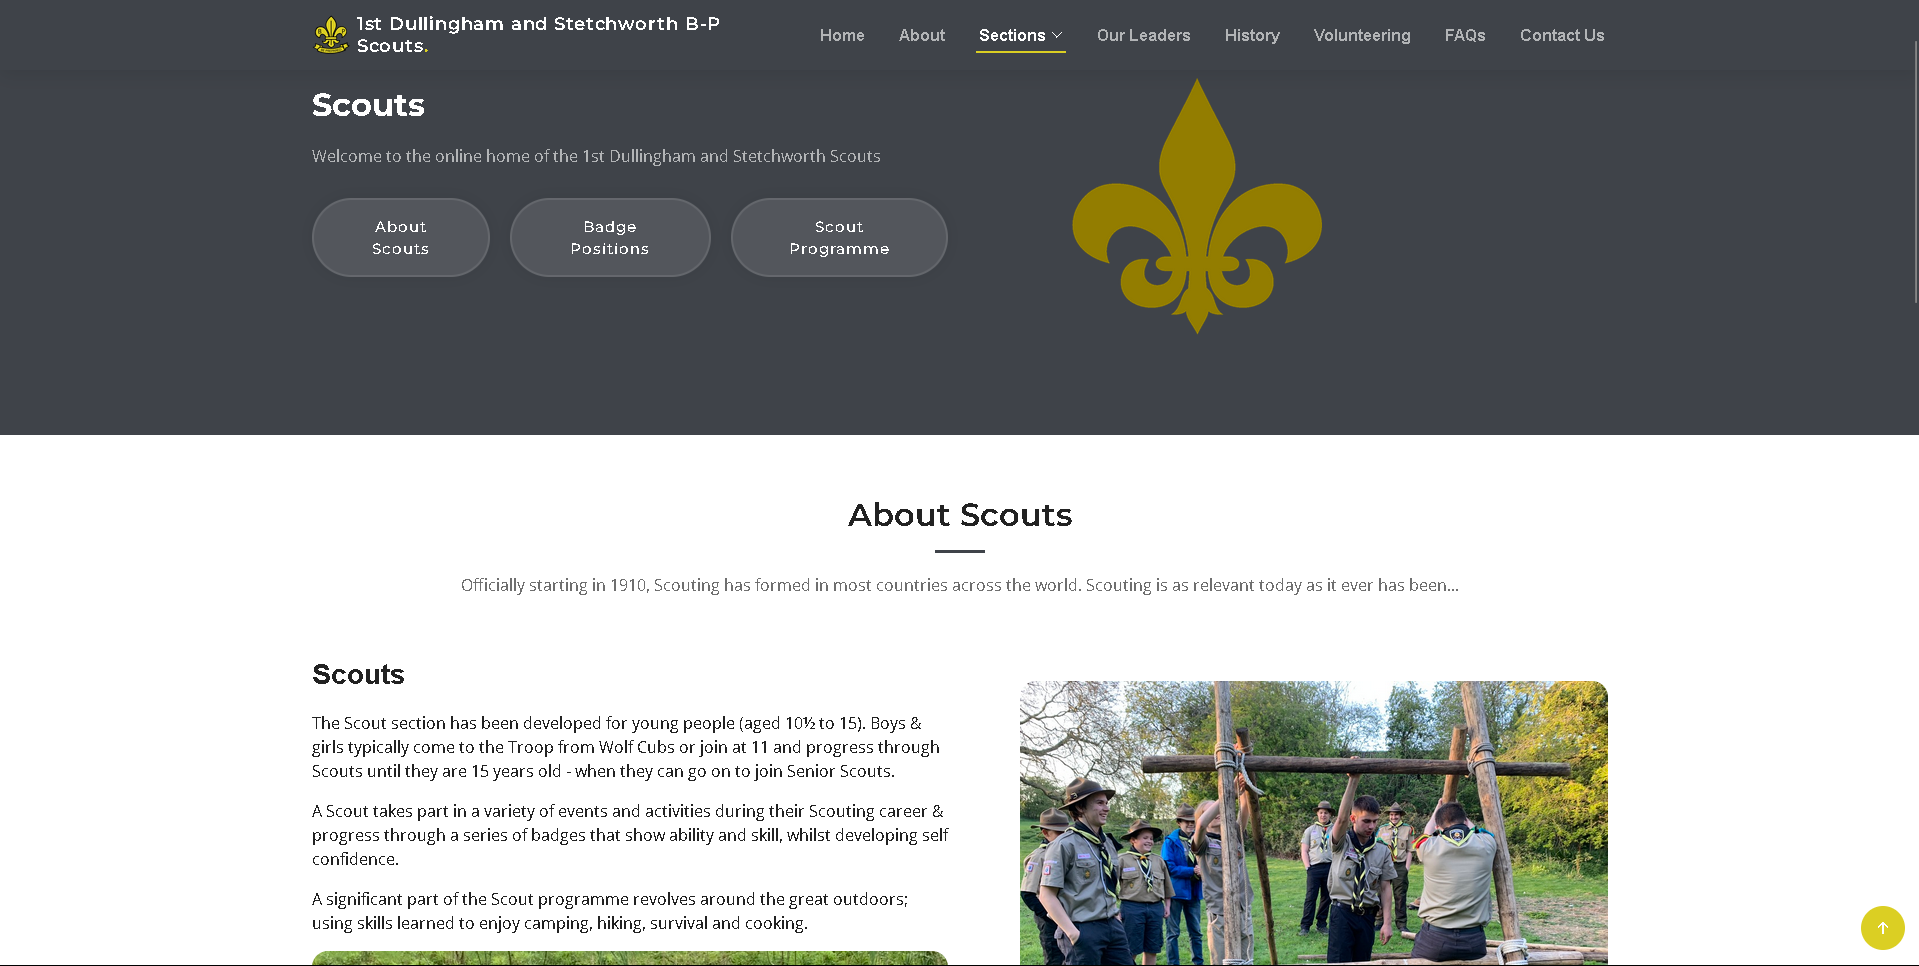 1st Dullingham and Stetchworth B-P
Scouts.
Home About Sections Our Leaders History Volunteering FAQs Contact Us
Scouts
Welcome to the online home of the 1st Dullingham and Stetchworth Scouts
About
Scouts
Badge
Positions
Scout
Programme
About Scouts
Officially starting in 1910, Scouting has formed in most countries across the world. Scouting is as relevant today as it ever has been...
Scouts
The Scout section has been developed for young people (aged 10½ to 15). Boys &
girls typically come to the Troop from Wolf Cubs or join at 11 and progress through
Scouts until they are 15 years old - when they can go on to join Senior Scouts.
A Scout takes part in a variety of events and activities during their Scouting career &
progress through a series of badges that show ability and skill, whilst developing self
confidence.
A significant part of the Scout programme revolves around the great outdoors;
using skills learned to enjoy camping, hiking, survival and cooking.